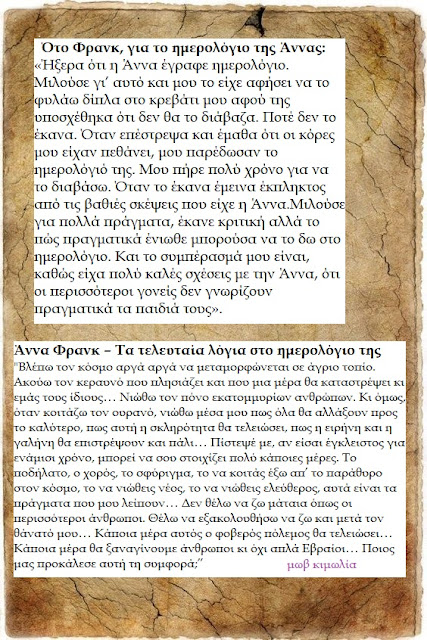 Ότο Φρανκ, για το ημερολόγιο της Άννας:
«Ήξερα ότι η Άννα έγραφε ημερολόγιο.
Μιλούσε γι’ αυτό και μου το είχε αφήσει να το
φυλάω δίπλα στο κρεβάτι μου αφού της
υποσχέθηκα ότι δεν θα το διάβαζα. Ποτέ δεν το
έκανα. Όταν επέστρεψα και έμαθα ότι οι κόρες
μου είχαν πεθάνει, μου παρέδωσαν το
ημερολόγιό της. Μου πήρε πολύ χρόνο για να
το διαβάσω. Όταν το έκανα έμεινα έκπληκτος
από τις βαθιές σκέψεις που είχε η Άννα.Μιλούσε
για πολλά πράγματα, έκανε κριτική αλλά το
πώς πραγματικά ένιωθε μπορούσα να το δω στο
ημερολόγιο. Και το συμπέρασμά μου είναι,
καθώς είχα πολύ καλές σχέσεις με την Άννα, ότι
οι περισσότεροι γονείς δεν γνωρίζουν
πραγματικά τα παιδιά τους».
Άννα Φρανκ – Τα τελευταία λόγια στο ημερολόγιο της
"Βλέπω τον κόσμο αργά αργά να μεταμορφώνεται σε άγριο τοπίο.
Ακούω τον κεραυνό που πλησιάζει και που μια μέρα θα καταστρέψει κι
εμάς τους ίδιους… Νιώθω τον πόνο εκατομμυρίων ανθρώπων. Κι όμως,
όταν κοιτάζω τον ουρανό, νιώθω μέσα μου πως όλα θα αλλάξουν προς
το καλύτερο, πως αυτή η σκληρότητα θα τελειώσει, πως η ειρήνη και η
γαλήνη θα επιστρέψουν και πάλι… Πίστεψέ με, αν είσαι έγκλειστος για
ενάμισι χρόνο, μπορεί να σου στοιχίζει πολύ κάποιες μέρες. Το
ποδήλατο, ο χορός, το σφύριγμα, το να κοιτάς έξω απ’ το παράθυρο
στον κόσμο, το να νιώθεις νέος, το να νιώθεις ελεύθερος, αυτά είναι τα
πράγματα που μου λείπουν… Δεν θέλω να ζω μάταια όπως οι
περισσότεροι άνθρωποι. Θέλω να εξακολουθήσω να ζω και μετά τον
θάνατό μου… Κάποια μέρα αυτός ο φοβερός πόλεμος θα τελειώσει…
Κάποια μέρα θα ξαναγίνουμε άνθρωποι κι όχι απλά Εβραίοι… Ποιος
μας προκάλεσε αυτή τη συμφορά;” μωβ κιμωλία